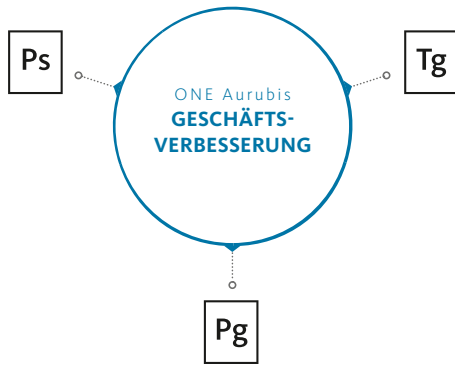 Ps
Tg
ONE Aurubis
GESCHÄFTS-
VERBESSERUNG
Pg